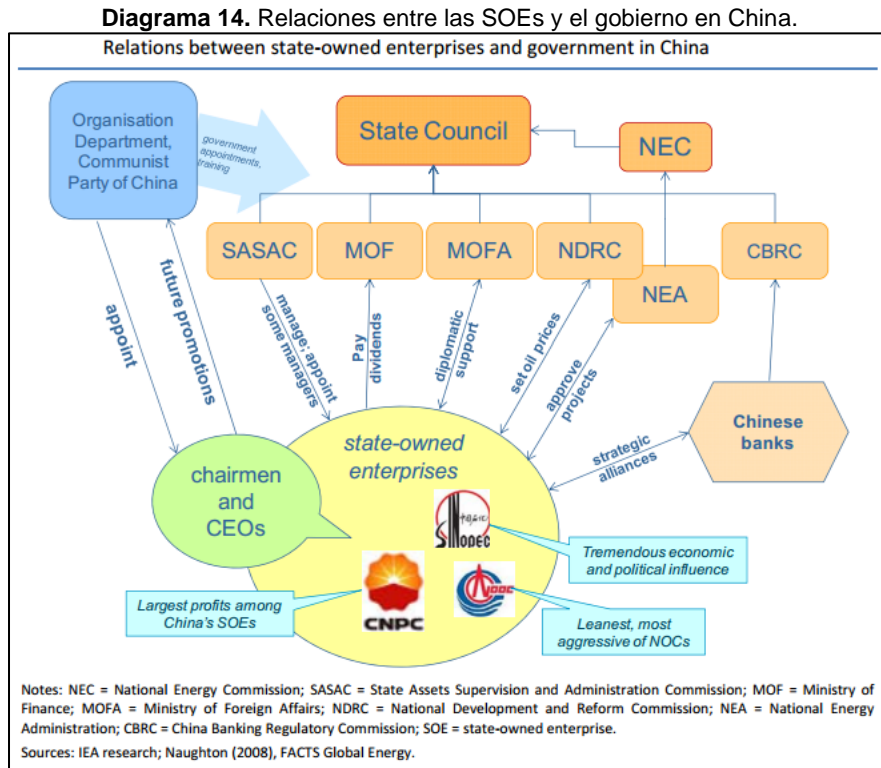 Diagrama 14. Relaciones entre las SOEs y el gobierno en China.
Relations between state-owned enterprises and government in China
Organisation
Department,
Communist
Party of China
government
appointments,
training
State Council
NEC
SASAC
MOF
MOFA
NDRC
NEA
CBRC
appoint
future promotions
manage; appoint
some managers
Pay
dividends
diplomatic
support
set oil prices
approve
projects
strategic
alliances
Chinese
banks
chairmen
and
CEOs
state-owned
enterprises
SINOPEC
Tremendous economic
and political influence
Largest profits among
China's SOEs
CNPC
CNOOC
Leanest, most
aggressive of NOCs
Notes: NEC = National Energy Commission; SASAC = State Assets Supervision and Administration Commission; MOF = Ministry of
Finance; MOFA = Ministry of Foreign Affairs; NDRC = National Development and Reform Commission; NEA = National Energy
Administration; CBRC = China Banking Regulatory Commission; SOE = state-owned enterprise.
Sources: IEA research; Naughton (2008), FACTS Global Energy.